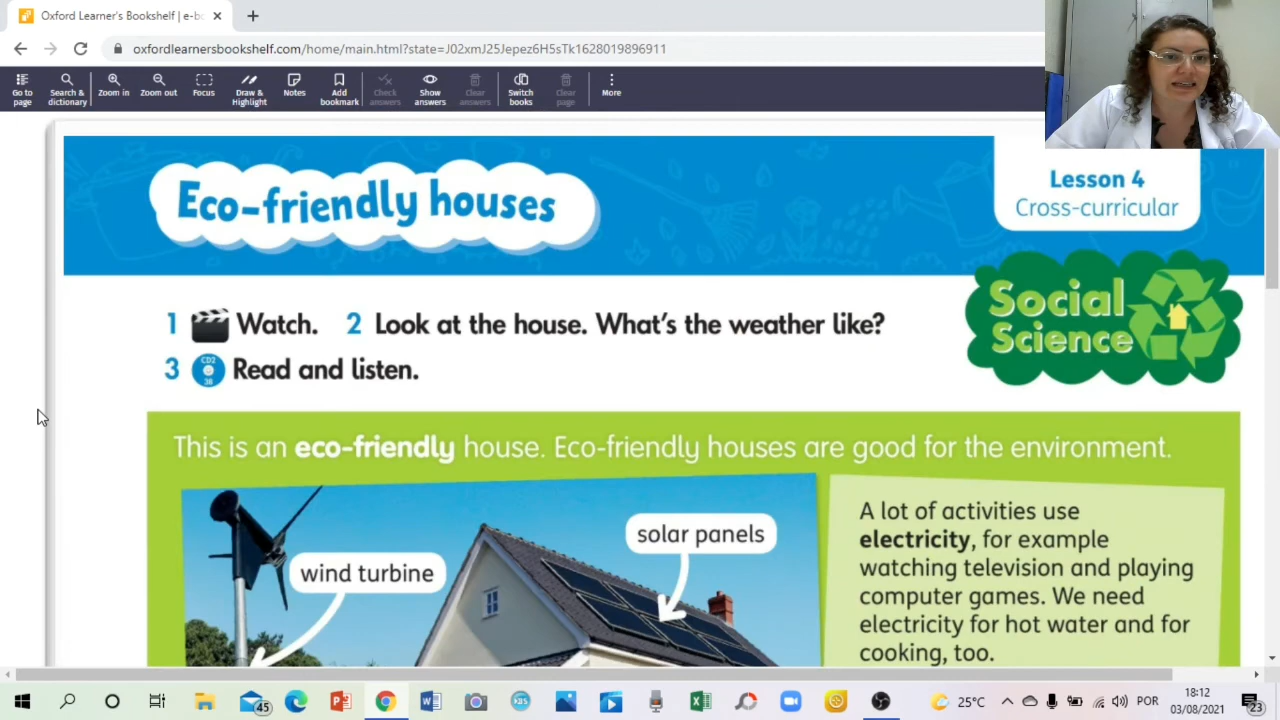 Oxford Learner's Bookshelf | e-bo
oxfordlearnersbookshelf.com/home/main.html?state=J02xmJ25Jepez6H5sTk1628019896911
Go to page
Search & dictionary
Zoom in
Zoom out
Focus
Draw & Highlight
Notes
Add bookmark
Check answers
Show answers
Clear answers
Switch books
Clear page
More
Eco-friendly houses
Lesson 4
Cross-curricular
Social
Science
1 Watch. 2 Look at the house. What's the weather like?
3 CD2 38 Read and listen.
This is an eco-friendly house. Eco-friendly houses are good for the environment.
wind turbine
solar panels
A lot of activities use
electricity, for example
watching television and playing
computer games. We need
electricity for hot water and for
cooking, too.
45
25°C
POR
18:12
03/08/2021
23